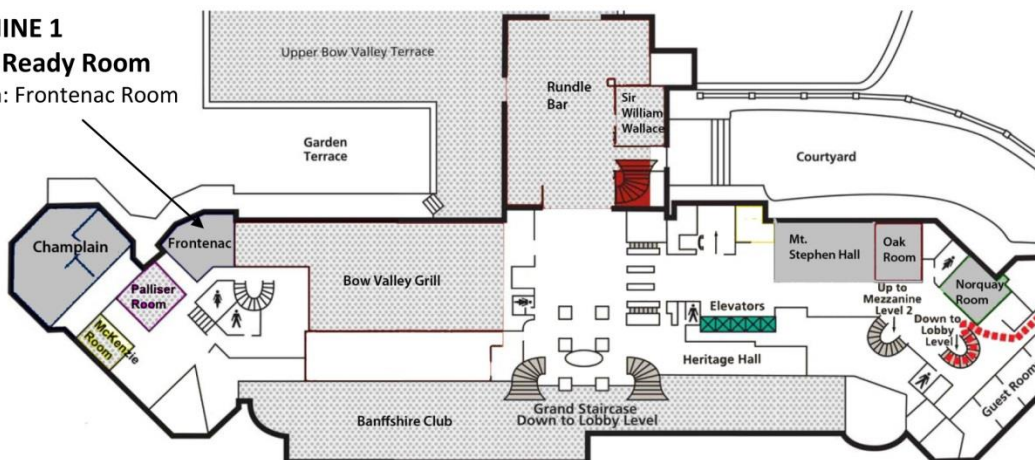 INE 1
Ready Room
: Frontenac Room
Upper Bow Valley Terrace
Rundle
Bar
Sir
William
Wallace
Garden
Terrace
Courtyard
Champlain
Frontenac
Palliser
Room
McKenzie
Room
Bow Valley Grill
Mt.
Stephen Hall
Oak
Room
Norquay
Room
Elevators
Up to
Mezzanine
Level 2
Down to
Lobby
Level
Heritage Hall
Guest Room
Grand Staircase
Down to Lobby Level
Banffshire Club